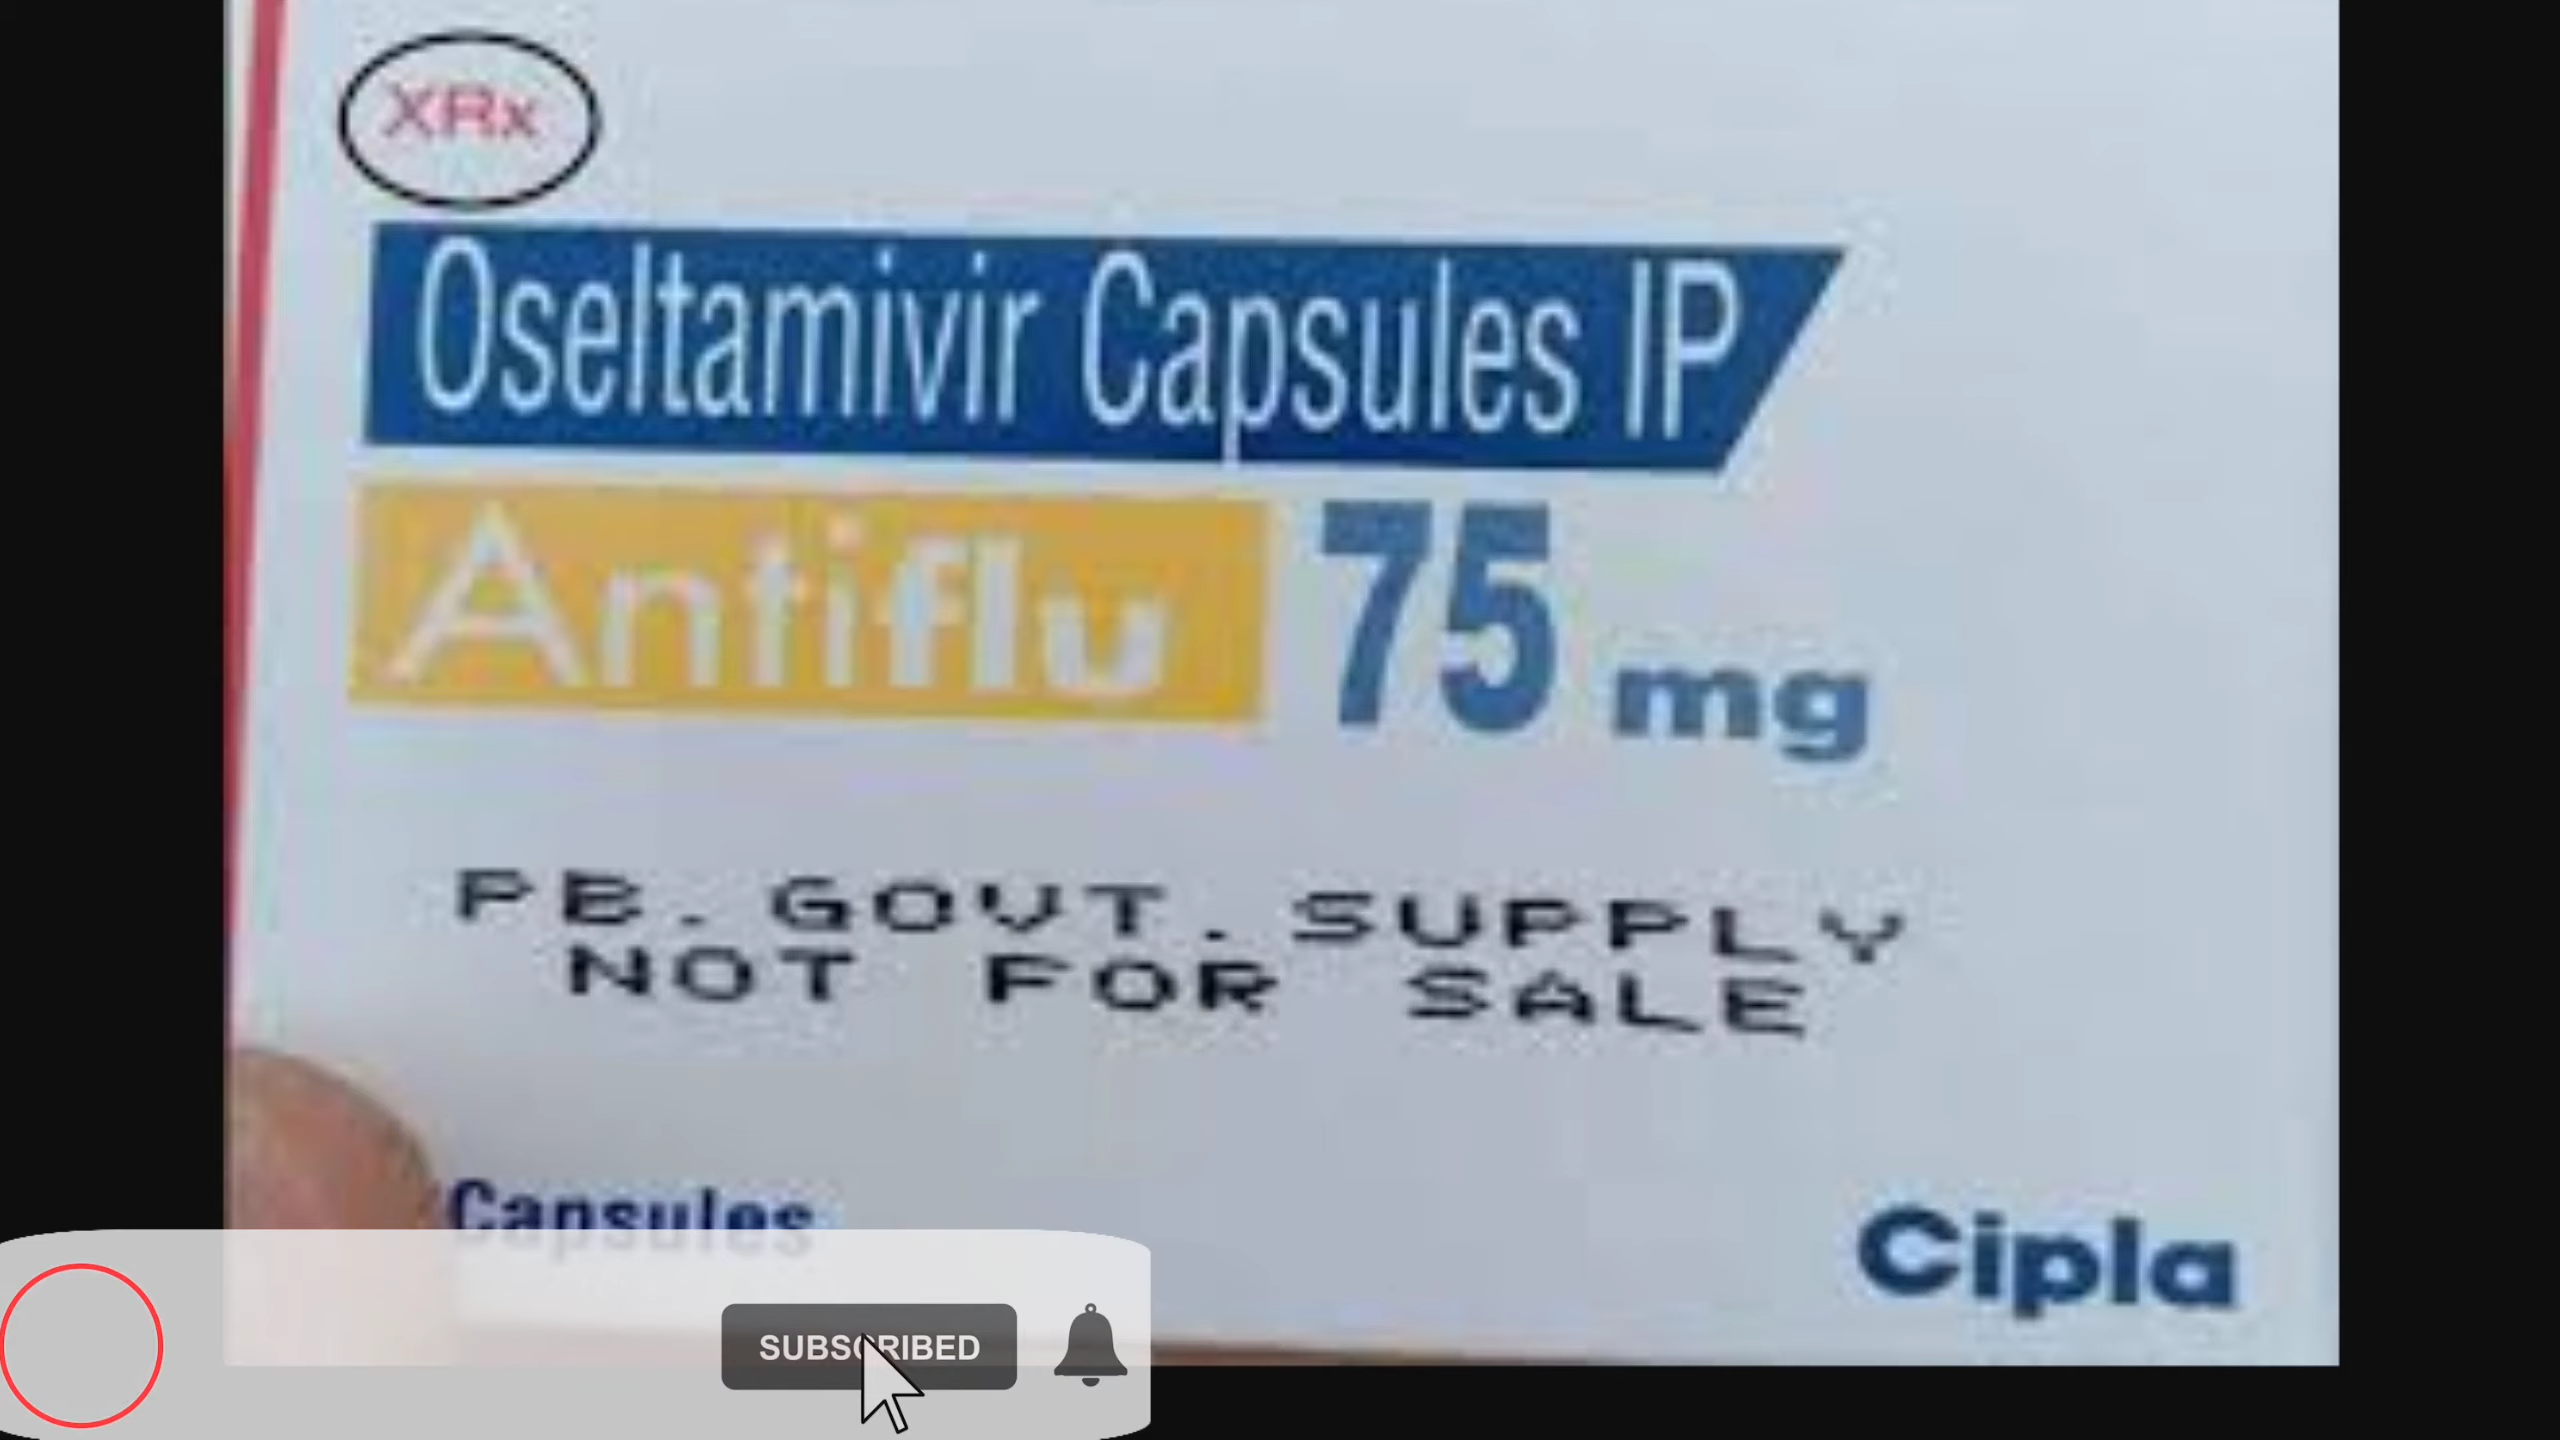 XRx
Oseltamivir Capsules IP
Antiflu 75 mg
PB. GOVT. SUPPLY
NOT FOR SALE
Capsules
Cipla
SUBSCRIBED